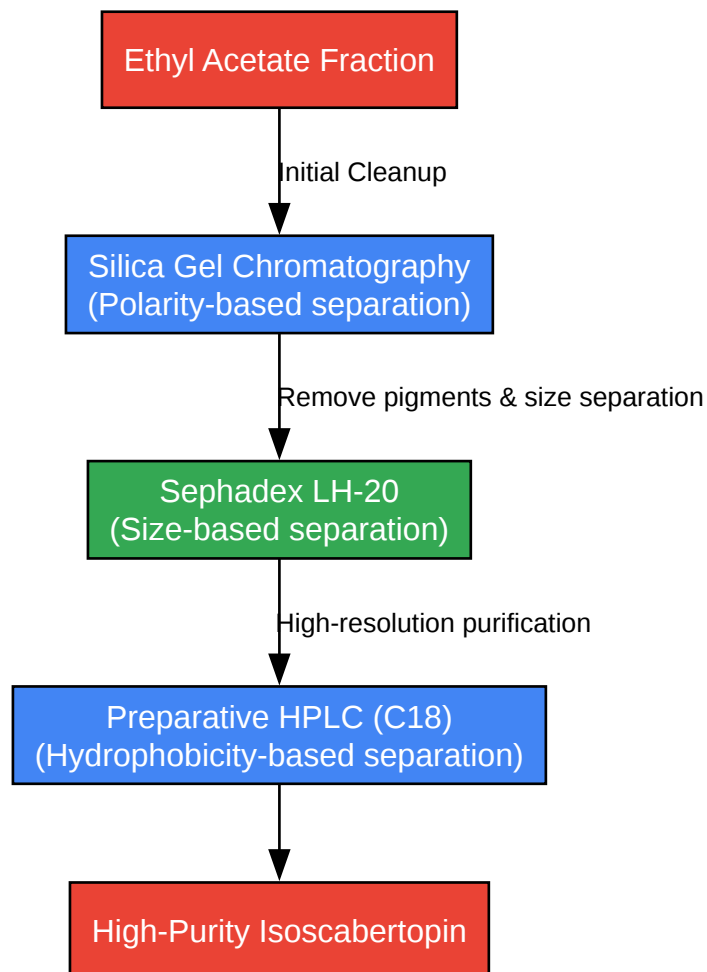 Ethyl Acetate Fraction
Initial Cleanup
Silica Gel Chromatography
(Polarity-based separation)
Remove pigments & size separation
Sephadex LH-20
(Size-based separation)
High-resolution purification
Preparative HPLC (C18)
(Hydrophobicity-based separation)
High-Purity Isoscabertopin